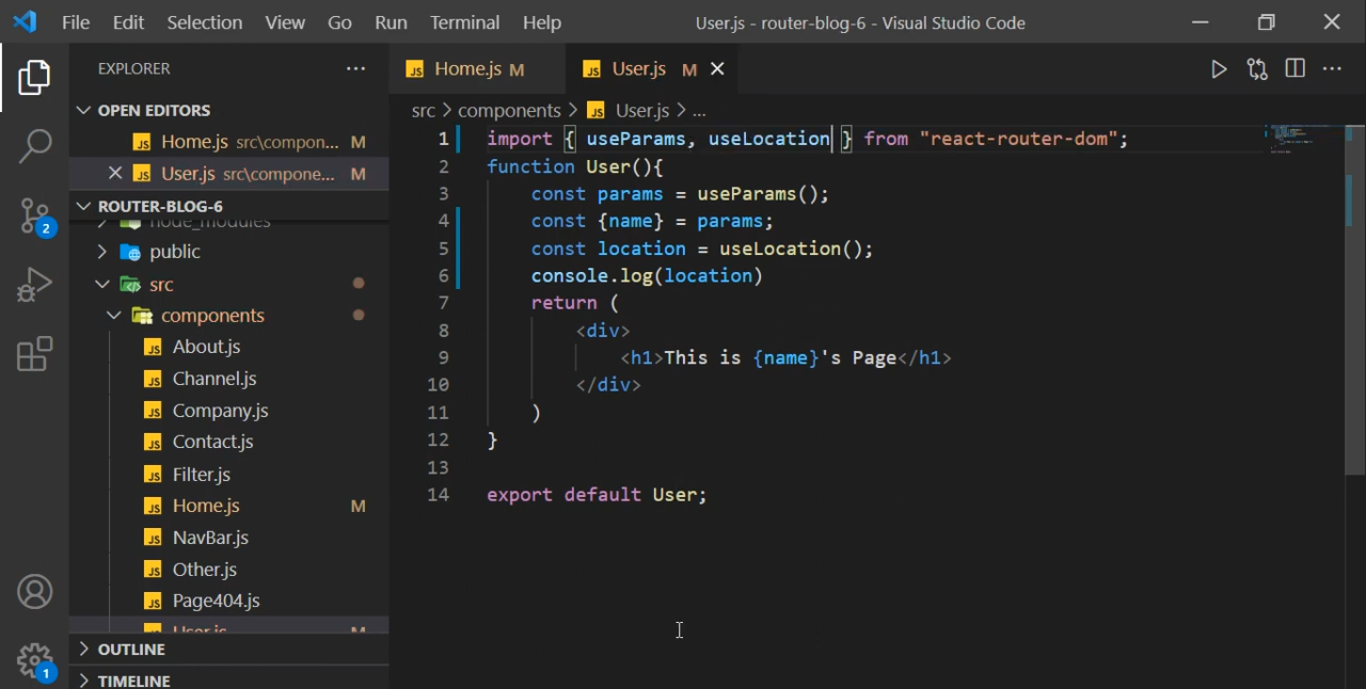 File Edit Selection View Go Run Terminal Help User.js - router-blog-6 - Visual Studio Code
EXPLORER ...
Home.js M User.js M
OPEN EDITORS
Home.js src\compon... M
User.js src\compone... M
src > components > User.js > ...
ROUTER-BLOG-6
node_modules
public
src
components
About.js
Channel.js
Company.js
Contact.js
Filter.js
Home.js M
NavBar.js
Other.js
Page404.js
User.js M
OUTLINE
TIMELINE
2
1
1 import { useParams, useLocation } from "react-router-dom";
2 function User(){
3 const params = useParams();
4 const {name} = params;
5 const location = useLocation();
6 console.log(location)
7 return (
8 <div>
9 <h1>This is {name}'s Page</h1>
10 </div>
11 )
12 }
13
14 export default User;